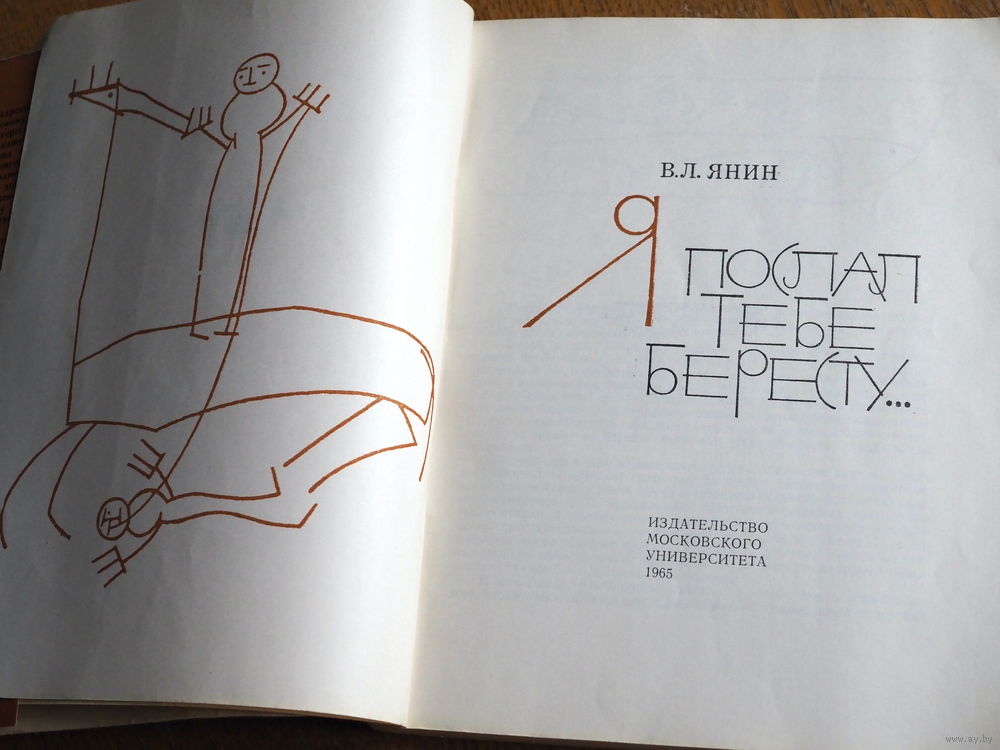 В.Л. ЯНИН
Я
ПОСЛАЛ
ТЕБЕ
БЕРЕСТУ...
ИЗДАТЕЛЬСТВО
МОСКОВСКОГО
УНИВЕРСИТЕТА
1965
www.ay.by